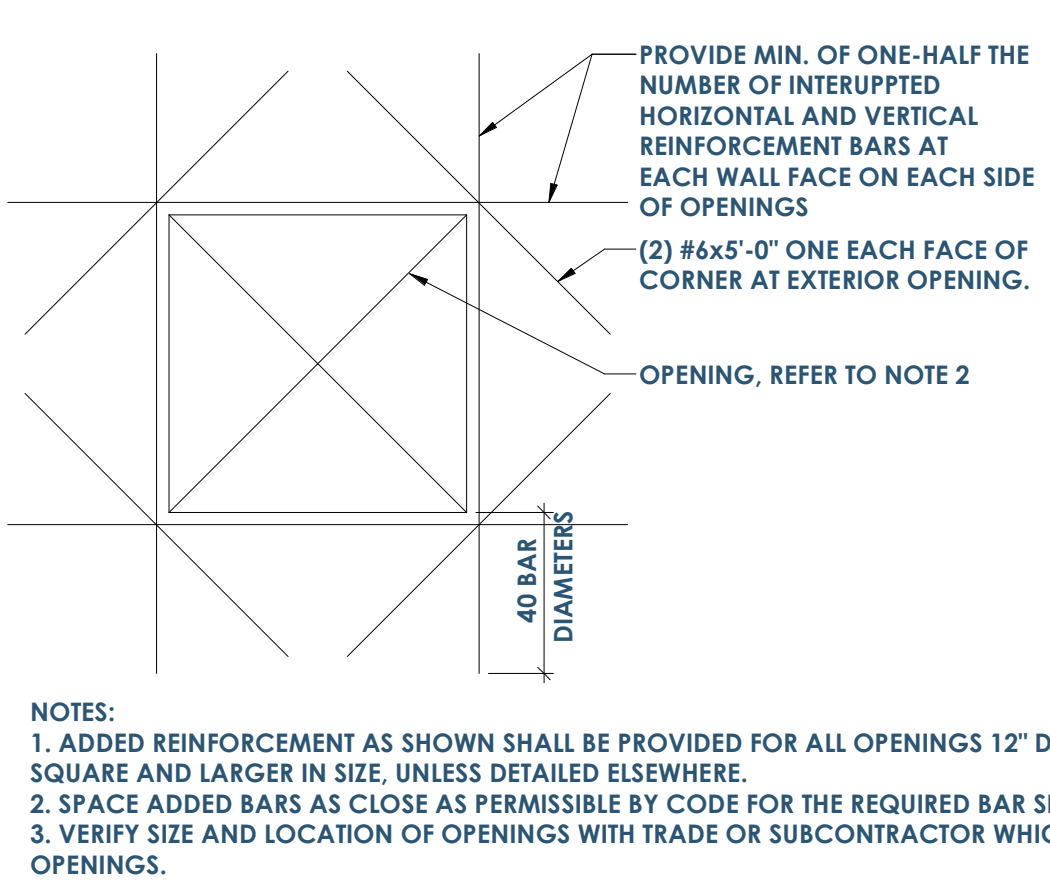 PROVIDE MIN. OF ONE-HALF THE
NUMBER OF INTERUPPTED
HORIZONTAL AND VERTICAL
REINFORCEMENT BARS AT
EACH WALL FACE ON EACH SIDE
OF OPENINGS
(2) #6x5'-0" ONE EACH FACE OF
CORNER AT EXTERIOR OPENING.
OPENING, REFER TO NOTE 2
40 BAR
DIAMETERS
NOTES:
1. ADDED REINFORCEMENT AS SHOWN SHALL BE PROVIDED FOR ALL OPENINGS 12"
SQUARE AND LARGER IN SIZE, UNLESS DETAILED ELSEWHERE.
2. SPACE ADDED BARS AS CLOSE AS PERMISSIBLE BY CODE FOR THE REQUIRED BAR
3. VERIFY SIZE AND LOCATION OF OPENINGS WITH TRADE OR SUBCONTRACTOR
OPENINGS.